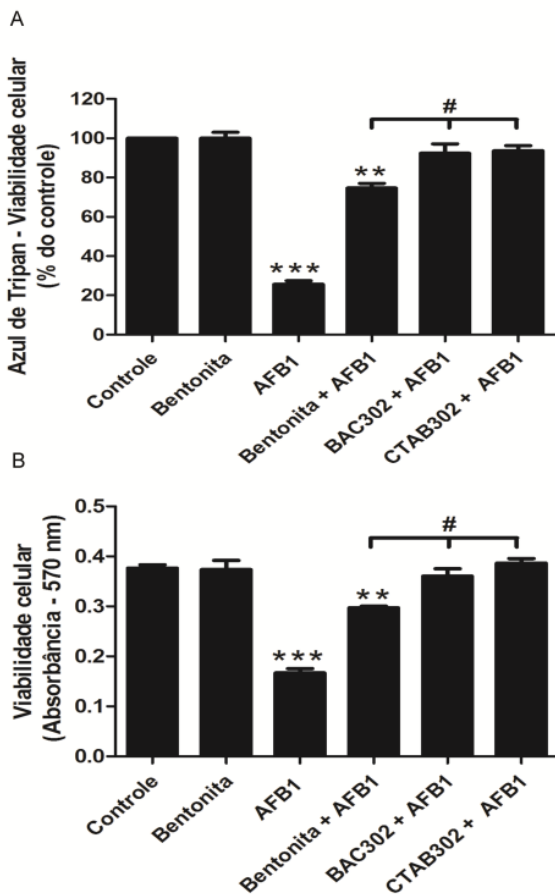 A
Azul de Tripan - Viabilidade celular
(% do controle)
120
100
80
60
40
20
0
***
**
#
Controle
Bentonita
AFB1
Bentonita + AFB1
BAC302 + AFB1
CTAB302 + AFB1
B
Viabilidade celular
(Absorbância - 570 nm)
0.5
0.4
0.3
0.2
0.1
0.0
***
**
#
Controle
Bentonita
AFB1
Bentonita + AFB1
BAC302 + AFB1
CTAB302 + AFB1